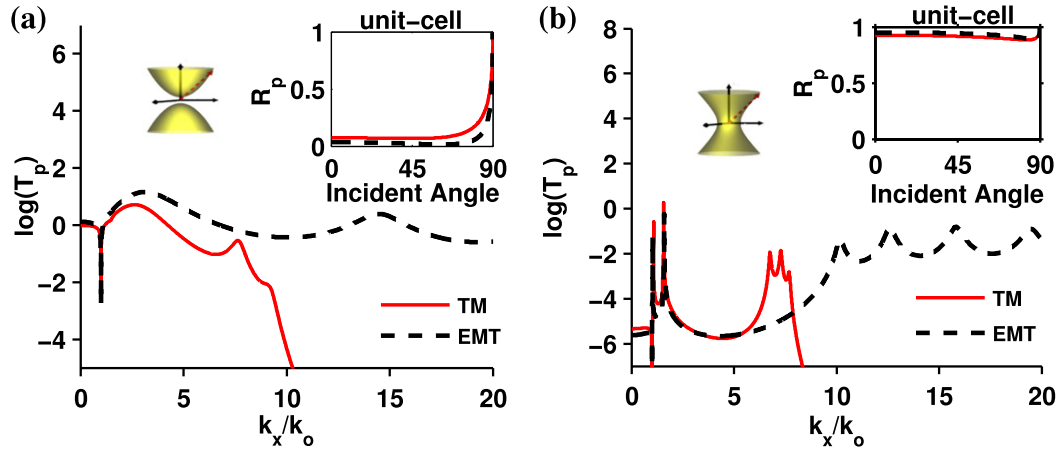 (a)
unit−cell
1
0.5
0
R_p
0 45 90
Incident Angle
6
4
2
0
−2
−4
log(T_p)
TM
EMT
0 5 10 15 20
k_x/k_o
(b)
unit−cell
1
0.5
0
R_p
0 45 90
Incident Angle
8
6
4
2
0
−2
−4
−6
log(T_p)
TM
EMT
0 5 10 15 20
k_x/k_o